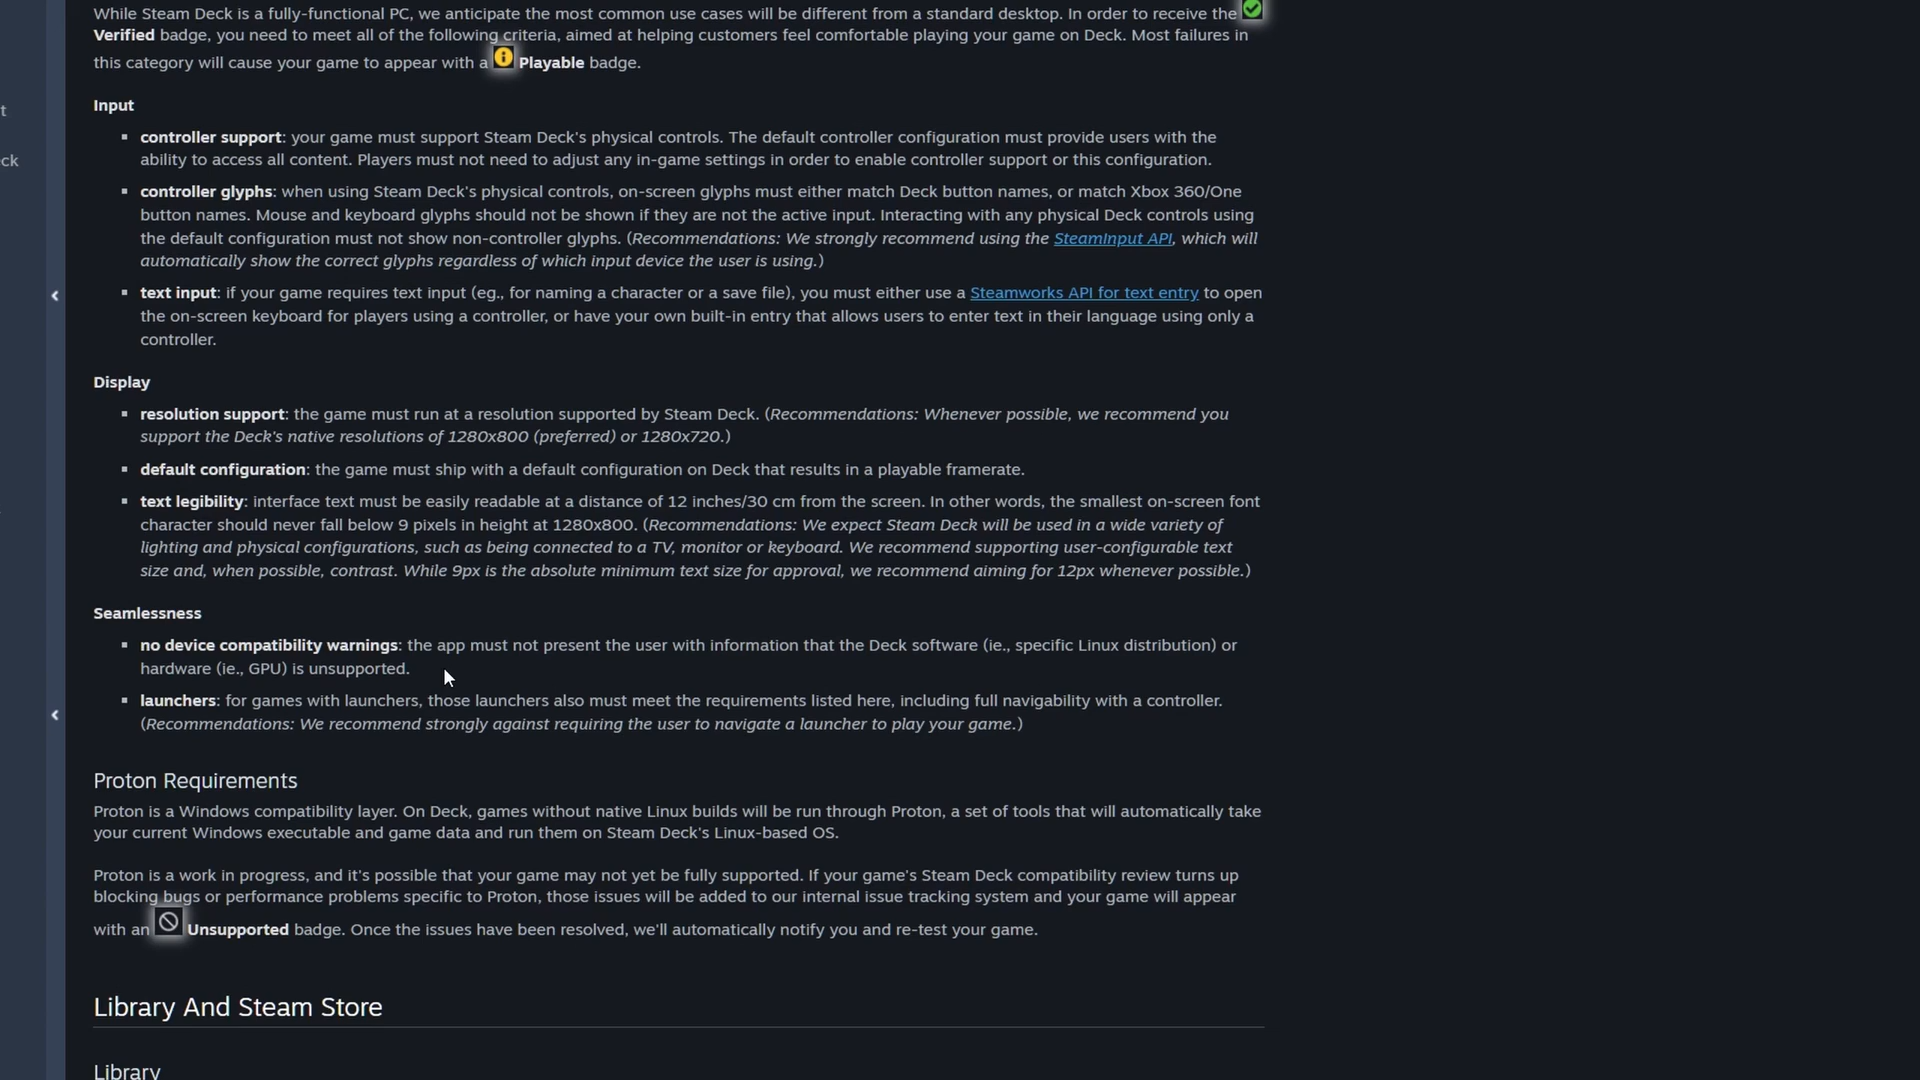 While Steam Deck is a fully-functional PC, we anticipate the most common use cases will be different from a standard desktop. In order to receive the
Verified badge, you need to meet all of the following criteria, aimed at helping customers feel comfortable playing your game on Deck. Most failures in
this category will cause your game to appear with a Playable badge.
t
ck
Input
controller support: your game must support Steam Deck's physical controls. The default controller configuration must provide users with the
ability to access all content. Players must not need to adjust any in-game settings in order to enable controller support or this configuration.
controller glyphs: when using Steam Deck's physical controls, on-screen glyphs must either match Deck button names, or match Xbox 360/One
button names. Mouse and keyboard glyphs should not be shown if they are not the active input. Interacting with any physical Deck controls using
the default configuration must not show non-controller glyphs. (Recommendations: We strongly recommend using the SteamInput API, which will
automatically show the correct glyphs regardless of which input device the user is using.)
text input: if your game requires text input (eg., for naming a character or a save file), you must either use a Steamworks API for text entry to open
the on-screen keyboard for players using a controller, or have your own built-in entry that allows users to enter text in their language using only a
controller.
Display
resolution support: the game must run at a resolution supported by Steam Deck. (Recommendations: Whenever possible, we recommend you
support the Deck's native resolutions of 1280x800 (preferred) or 1280x720.)
default configuration: the game must ship with a default configuration on Deck that results in a playable framerate.
text legibility: interface text must be easily readable at a distance of 12 inches/30 cm from the screen. In other words, the smallest on-screen font
character should never fall below 9 pixels in height at 1280x800. (Recommendations: We expect Steam Deck will be used in a wide variety of
lighting and physical configurations, such as being connected to a TV, monitor or keyboard. We recommend supporting user-configurable text
size and, when possible, contrast. While 9px is the absolute minimum text size for approval, we recommend aiming for 12px whenever possible.)
Seamlessness
no device compatibility warnings: the app must not present the user with information that the Deck software (ie., specific Linux distribution) or
hardware (ie., GPU) is unsupported.
launchers: for games with launchers, those launchers also must meet the requirements listed here, including full navigability with a controller.
(Recommendations: We recommend strongly against requiring the user to navigate a launcher to play your game.)
Proton Requirements
Proton is a Windows compatibility layer. On Deck, games without native Linux builds will be run through Proton, a set of tools that will automatically take
your current Windows executable and game data and run them on Steam Deck's Linux-based OS.
Proton is a work in progress, and it's possible that your game may not yet be fully supported. If your game's Steam Deck compatibility review turns up
blocking bugs or performance problems specific to Proton, those issues will be added to our internal issue tracking system and your game will appear
with an Unsupported badge. Once the issues have been resolved, we'll automatically notify you and re-test your game.
Library And Steam Store
Library